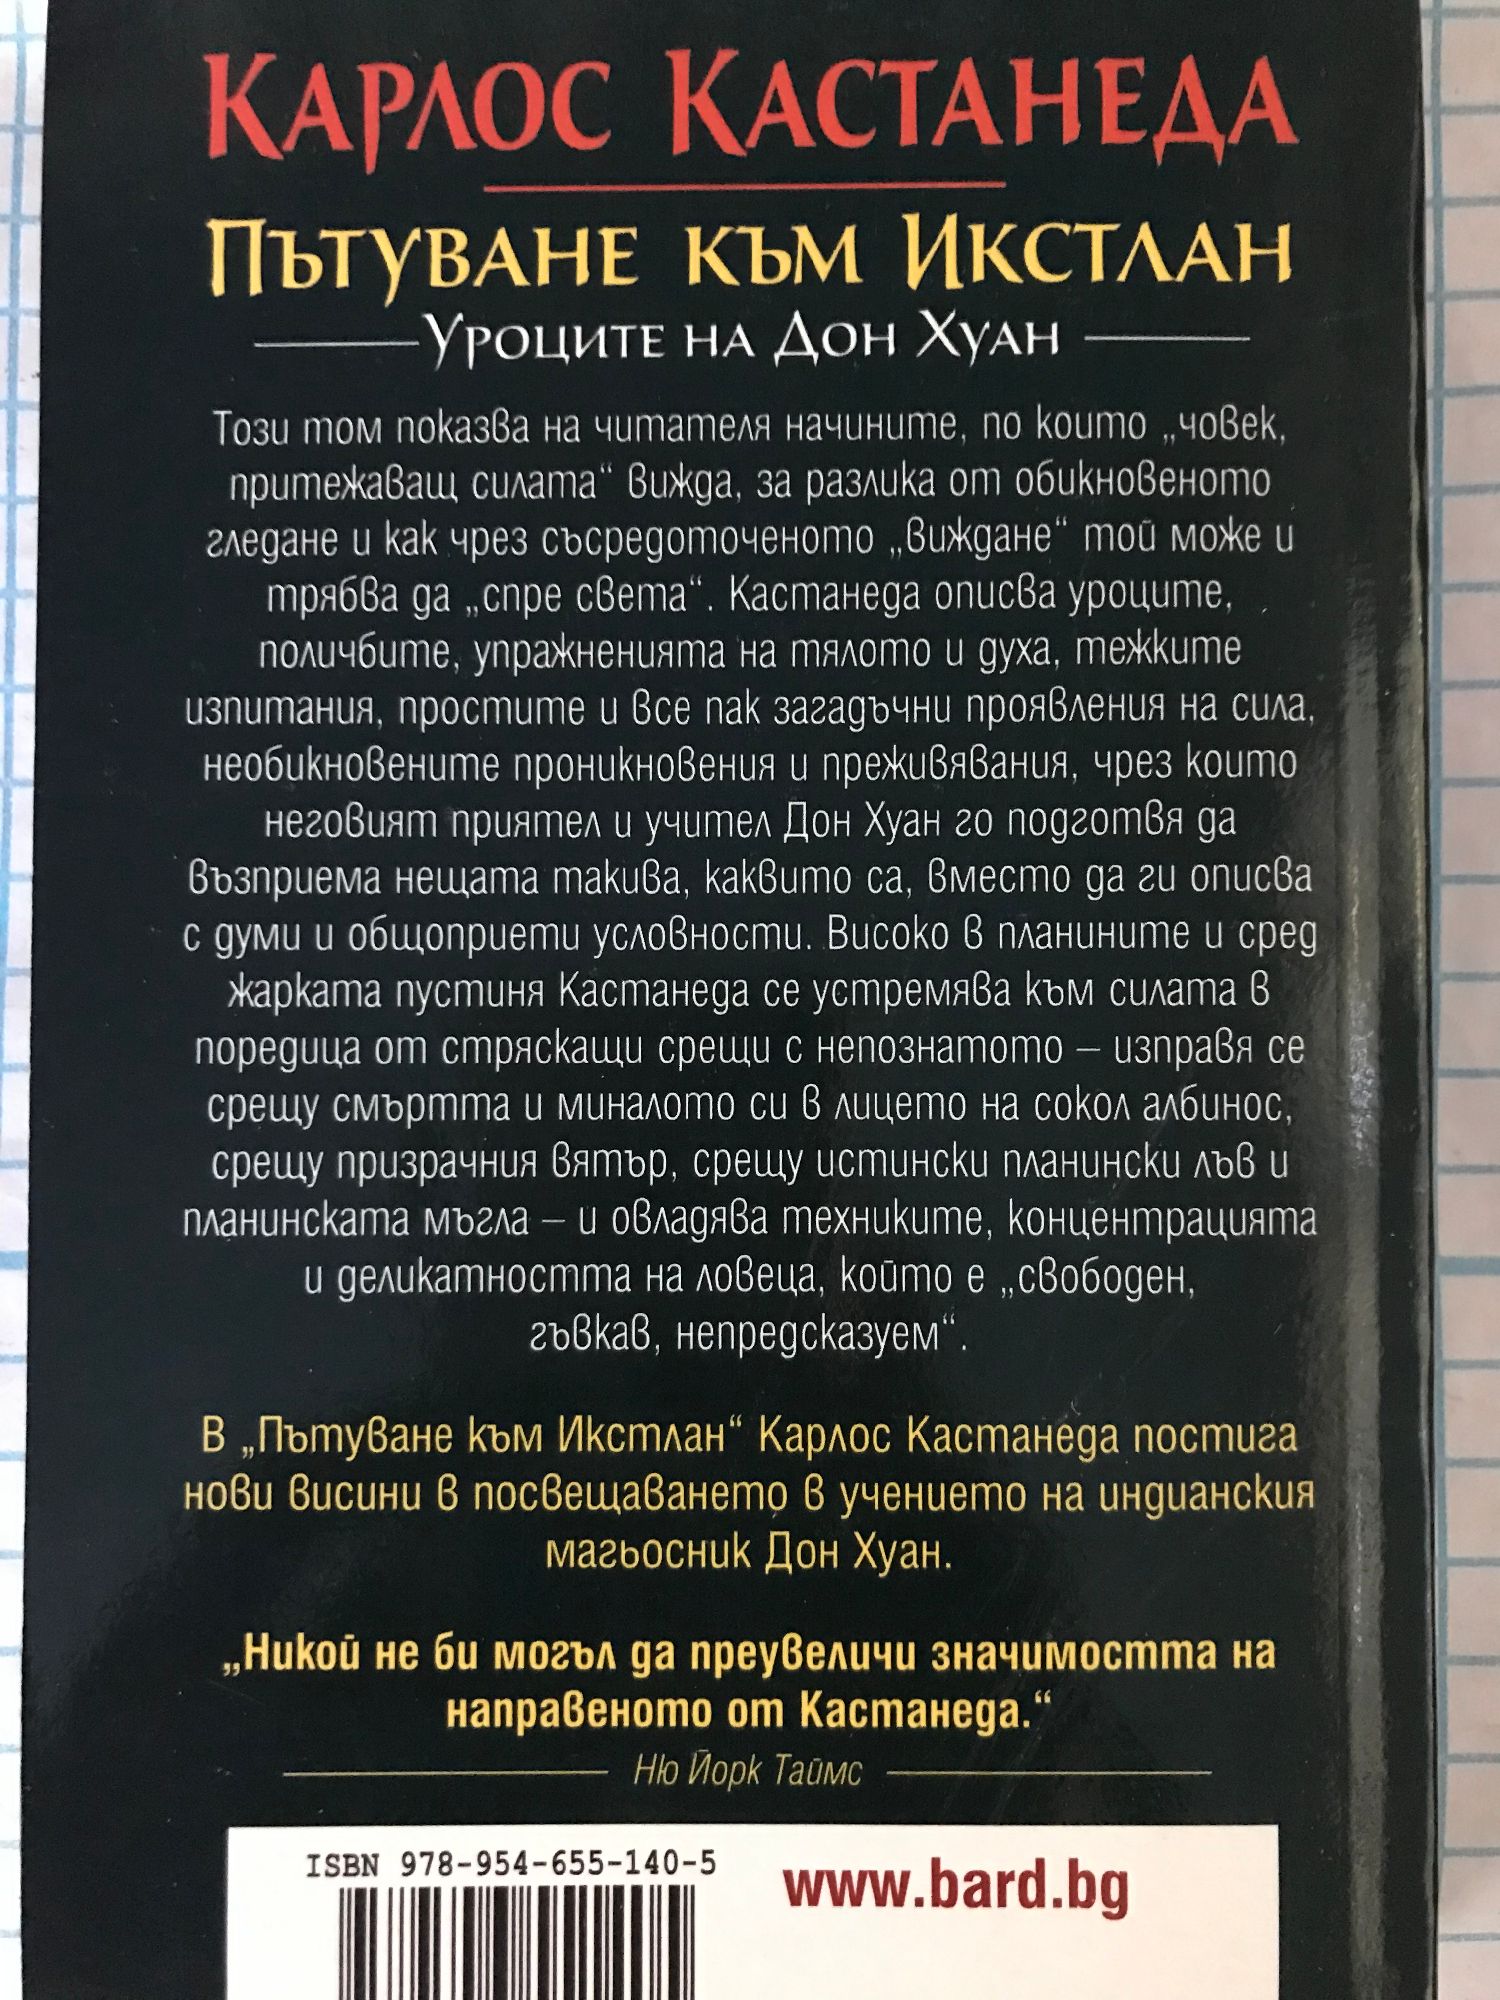 Карлос Кастанеда
Пътуване към Икстлан
Уроците на Дон Хуан
Този том показва на читателя начините, по които „човек,
притежаващ силата“ вижда, за разлика от обикновеното
гледане и как чрез съсредоточеното „виждане“ той може и
трябва да „спре света“. Кастанеда описва уроците,
поличбите, упражненията на тялото и духа, тежките
изпитания, простите и все пак загадъчни проявления на сила,
необикновените проникновения и преживявания, чрез които
неговият приятел и учител Дон Хуан го подготвя да
възприема нещата такива, каквито са, вместо да ги описва
с думи и общоприети условности. Високо в планините и сред
жарката пустиня Кастанеда се устремява към силата в
поредица от стряскащи срещи с непознатото – изправя се
срещу смъртта и миналото си в лицето на сокол албинос,
срещу призрачния вятър, срещу истински планински лъв и
планинската мъгла – и овладява техниките, концентрацията
и деликатността на ловеца, който е „свободен,
гъвкав, непредсказуем“.
В „Пътуване към Икстлан“ Карлос Кастанеда постига
нови висини в посвещаването в учението на индианския
магьосник Дон Хуан.
„Никой не би могъл да преувеличи значимостта на
направеното от Кастанеда.“
Ню Йорк Таймс
ISBN 978-954-655-140-5
www.bard.bg